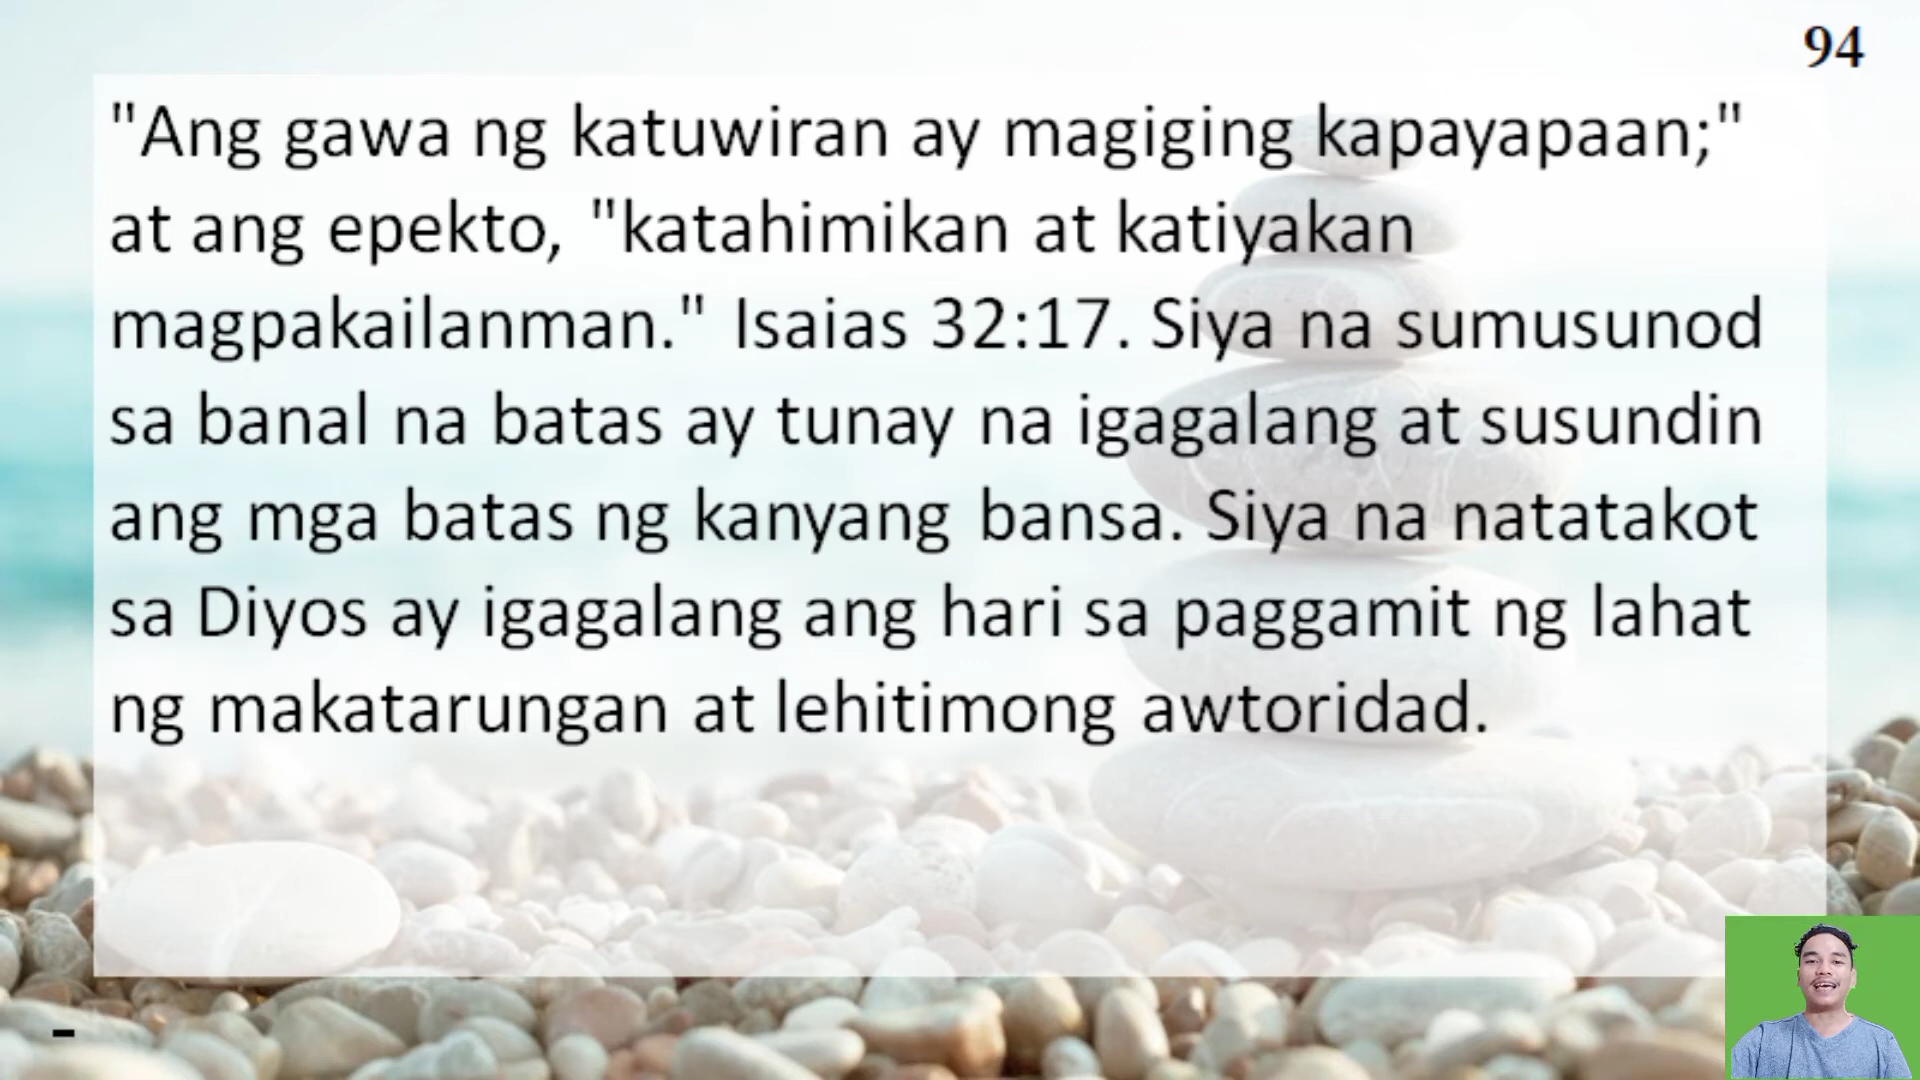 94
"Ang gawa ng katuwiran ay magiging kapayapaan;"
at ang epekto, "katahimikan at katiyakan
magpakailanman." Isaias 32:17. Siya na sumusunod
sa banal na batas ay tunay na igagalang at susundin
ang mga batas ng kanyang bansa. Siya na natatakot
sa Diyos ay igagalang ang hari sa paggamit ng lahat
ng makatarungan at lehitimong awtoridad.
-